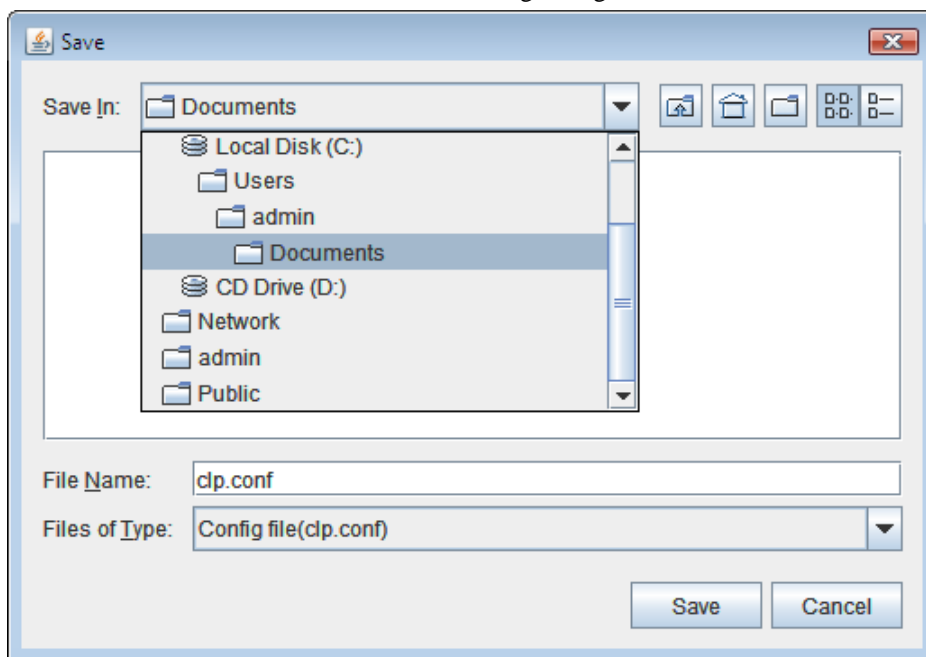 Save
Save In: Documents
Local Disk (C:)
Users
admin
Documents
CD Drive (D:)
Network
admin
Public
File Name: clp.conf
Files of Type: Config file(clp.conf)
Save Cancel